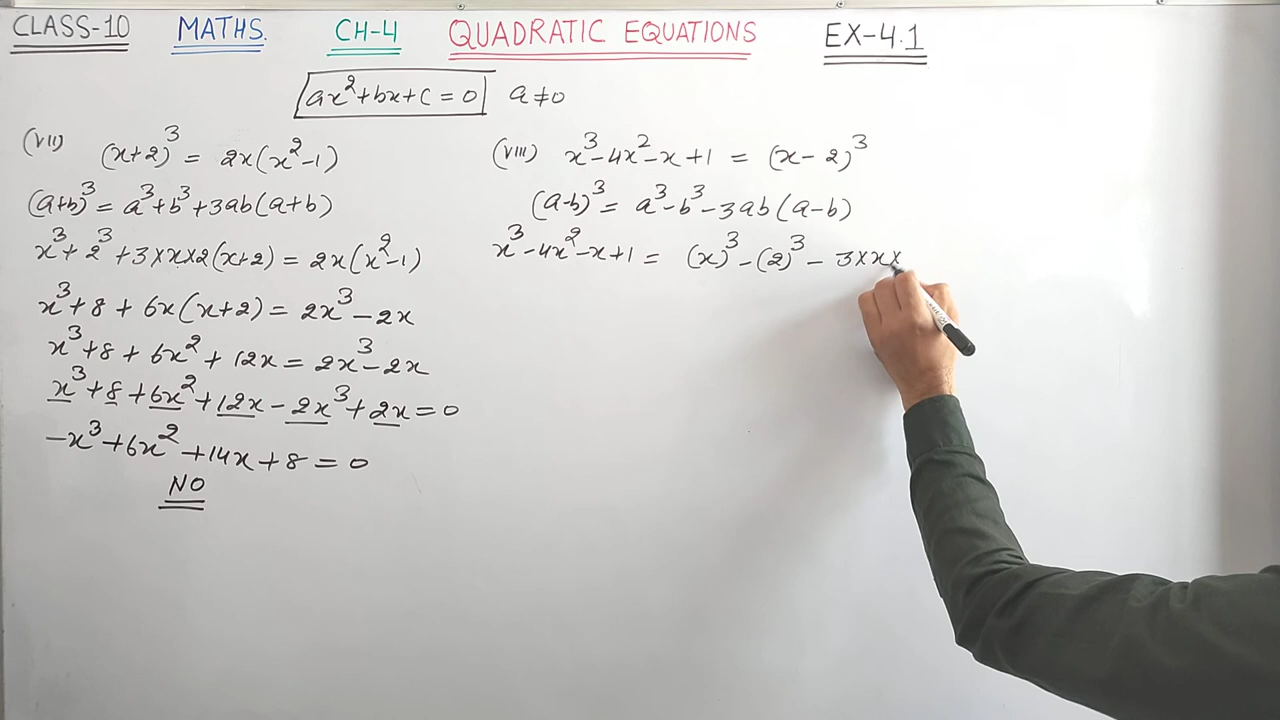 CLASS-10 MATHS. CH-4 QUADRATIC EQUATIONS EX-4.1
ax²+bx+c=0 a≠0
(VII) (x+2)³ = 2x(x²-1)
(a+b)³ = a³+b³+3ab(a+b)
x³+2³+3×x×2(x+2) = 2x(x²-1)
x³+8+6x(x+2) = 2x³-2x
x³+8+6x²+12x = 2x³-2x
x³+8+6x²+12x-2x³+2x=0
-x³+6x²+14x+8=0
NO
(VIII) x³-4x²-x+1 = (x-2)³
(a-b)³ = a³-b³-3ab(a-b)
x³-4x²-x+1 = (x)³-(2)³-3×x×